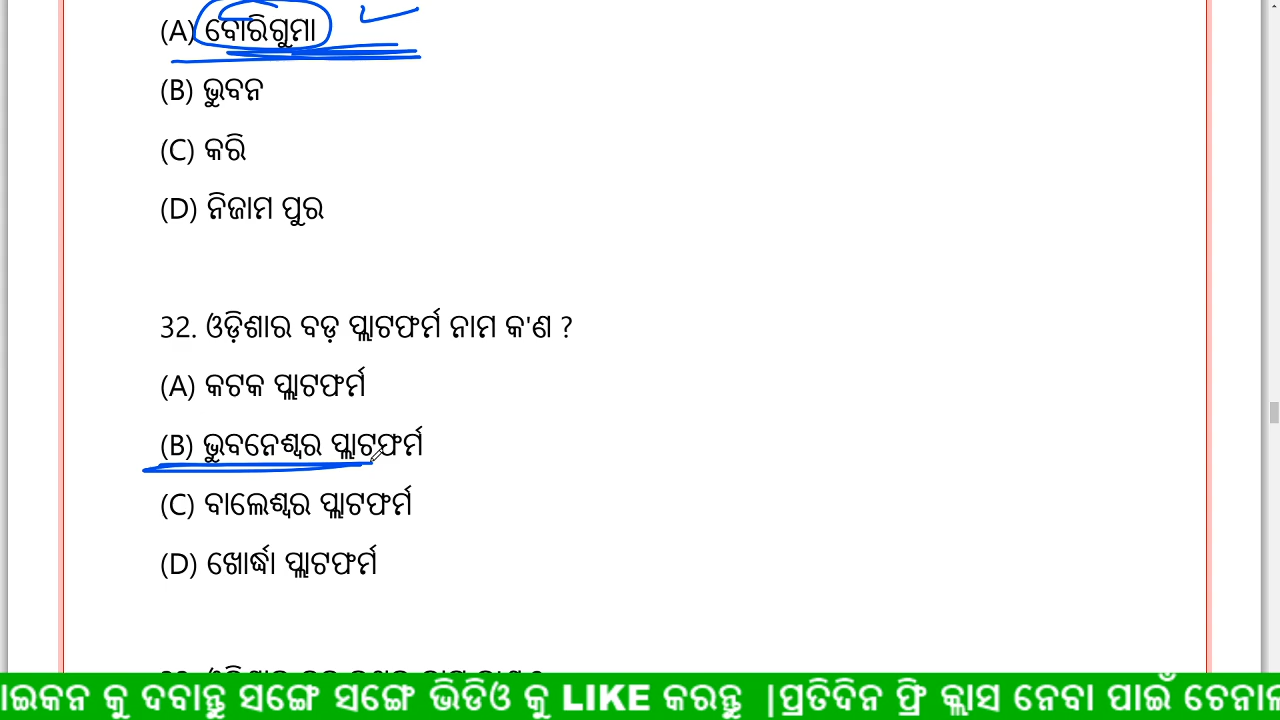 (A) ବୋରିଗୁମା
(B) ଭୁବନ
(C) କରି
(D) ନିଜାମ ପୁର
32. ଓଡ଼ିଶାର ବଡ଼ ପ୍ଲାଟଫର୍ମ ନାମ କ'ଣ ?
(A) କଟକ ପ୍ଲାଟଫର୍ମ
(B) ଭୁବନେଶ୍ୱର ପ୍ଲାଟଫର୍ମ
(C) ବାଲେଶ୍ୱର ପ୍ଲାଟଫର୍ମ
(D) ଖୋର୍ଦ୍ଧା ପ୍ଲାଟଫର୍ମ
ାଇକନ କୁ ଦବାନ୍ତୁ ସଙ୍ଗେ ସଙ୍ଗେ ଭିଡିଓ କୁ LIKE କରନ୍ତୁ |ପ୍ରତିଦିନ ଫ୍ରି କ୍ଲାସ ନେବା ପାଇଁ ଚେନାଲ